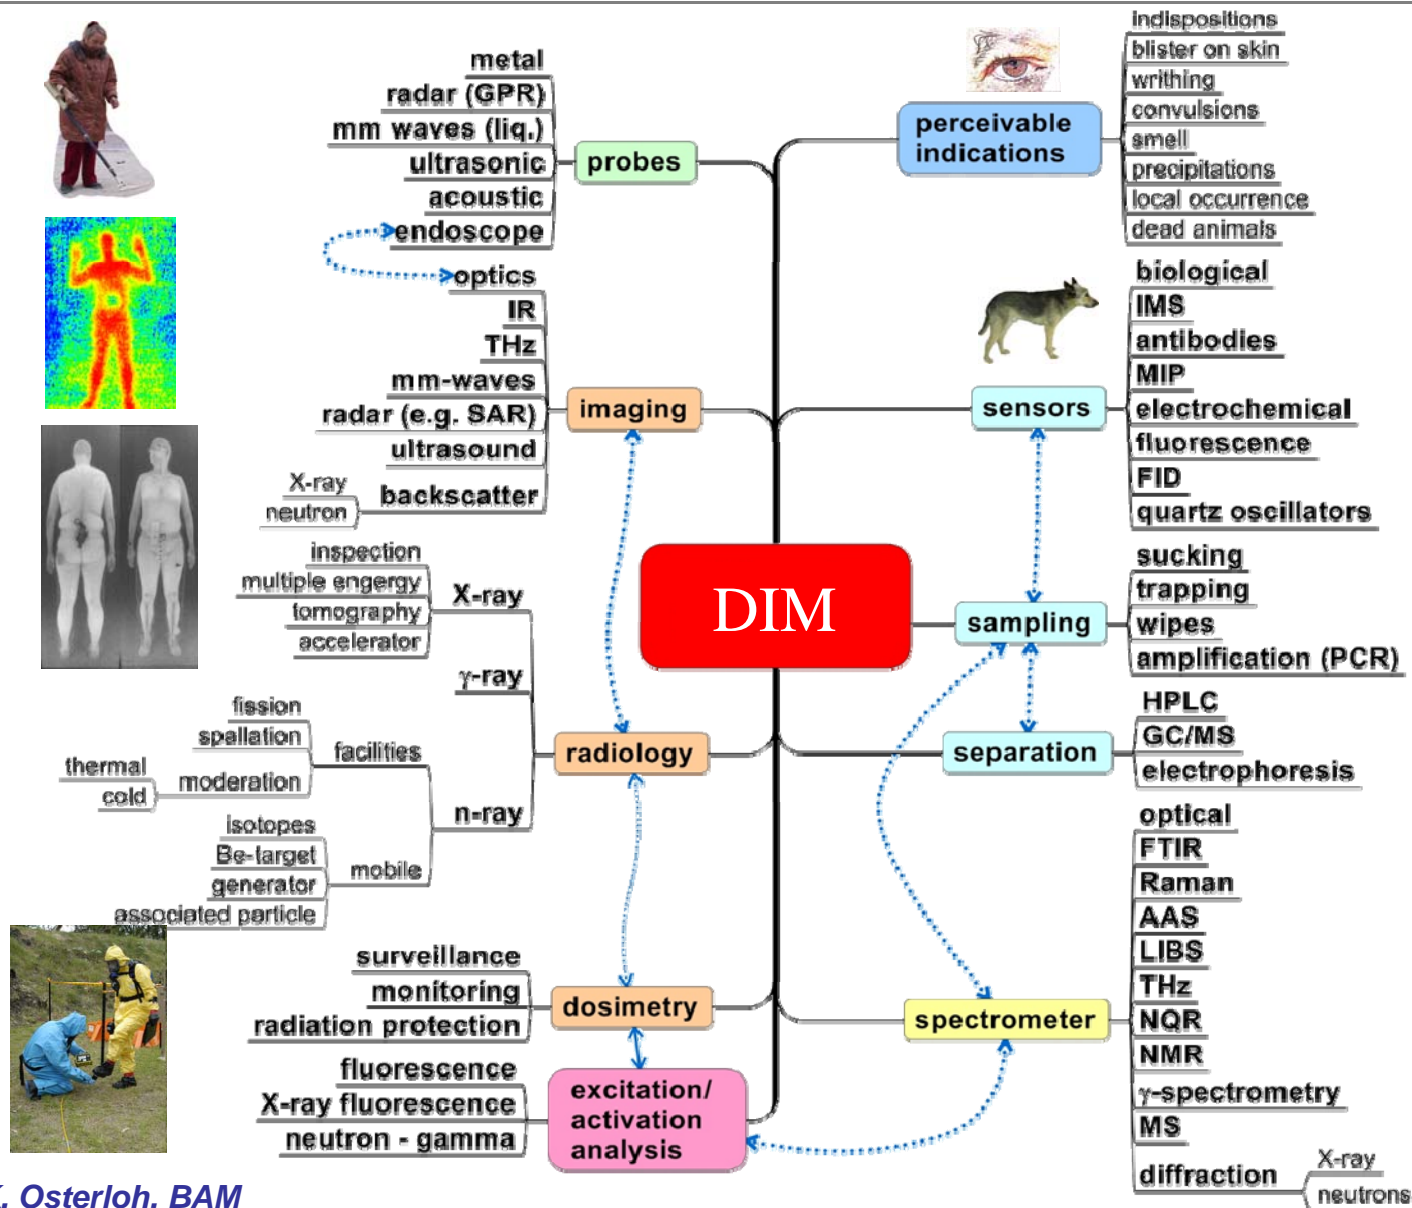 metal
radar (GPR)
mm waves (liq.)
ultrasonic
acoustic
endoscope
probes
optics
IR
THz
mm-waves
radar (e.g. SAR)
ultrasound
backscatter
X-ray
neutron
imaging
inspection
multiple engergy
tomography
accelerator
X-ray
γ-ray
fission
spallation
moderation
thermal
cold
facilities
isotopes
Be-target
generator
associated particle
mobile
n-ray
radiology
surveillance
monitoring
radiation protection
dosimetry
fluorescence
X-ray fluorescence
neutron - gamma
excitation/
activation
analysis
DIM
perceivable
indications
indispositions
blister on skin
writhing
convulsions
smell
precipitations
local occurrence
dead animals
sensors
biological
IMS
antibodies
MIP
electrochemical
fluorescence
FID
quartz oscillators
sampling
sucking
trapping
wipes
amplification (PCR)
separation
HPLC
GC/MS
electrophoresis
spectrometer
optical
FTIR
Raman
AAS
LIBS
THz
NQR
NMR
γ-spectrometry
MS
diffraction
X-ray
neutrons
. Osterloh, BAM